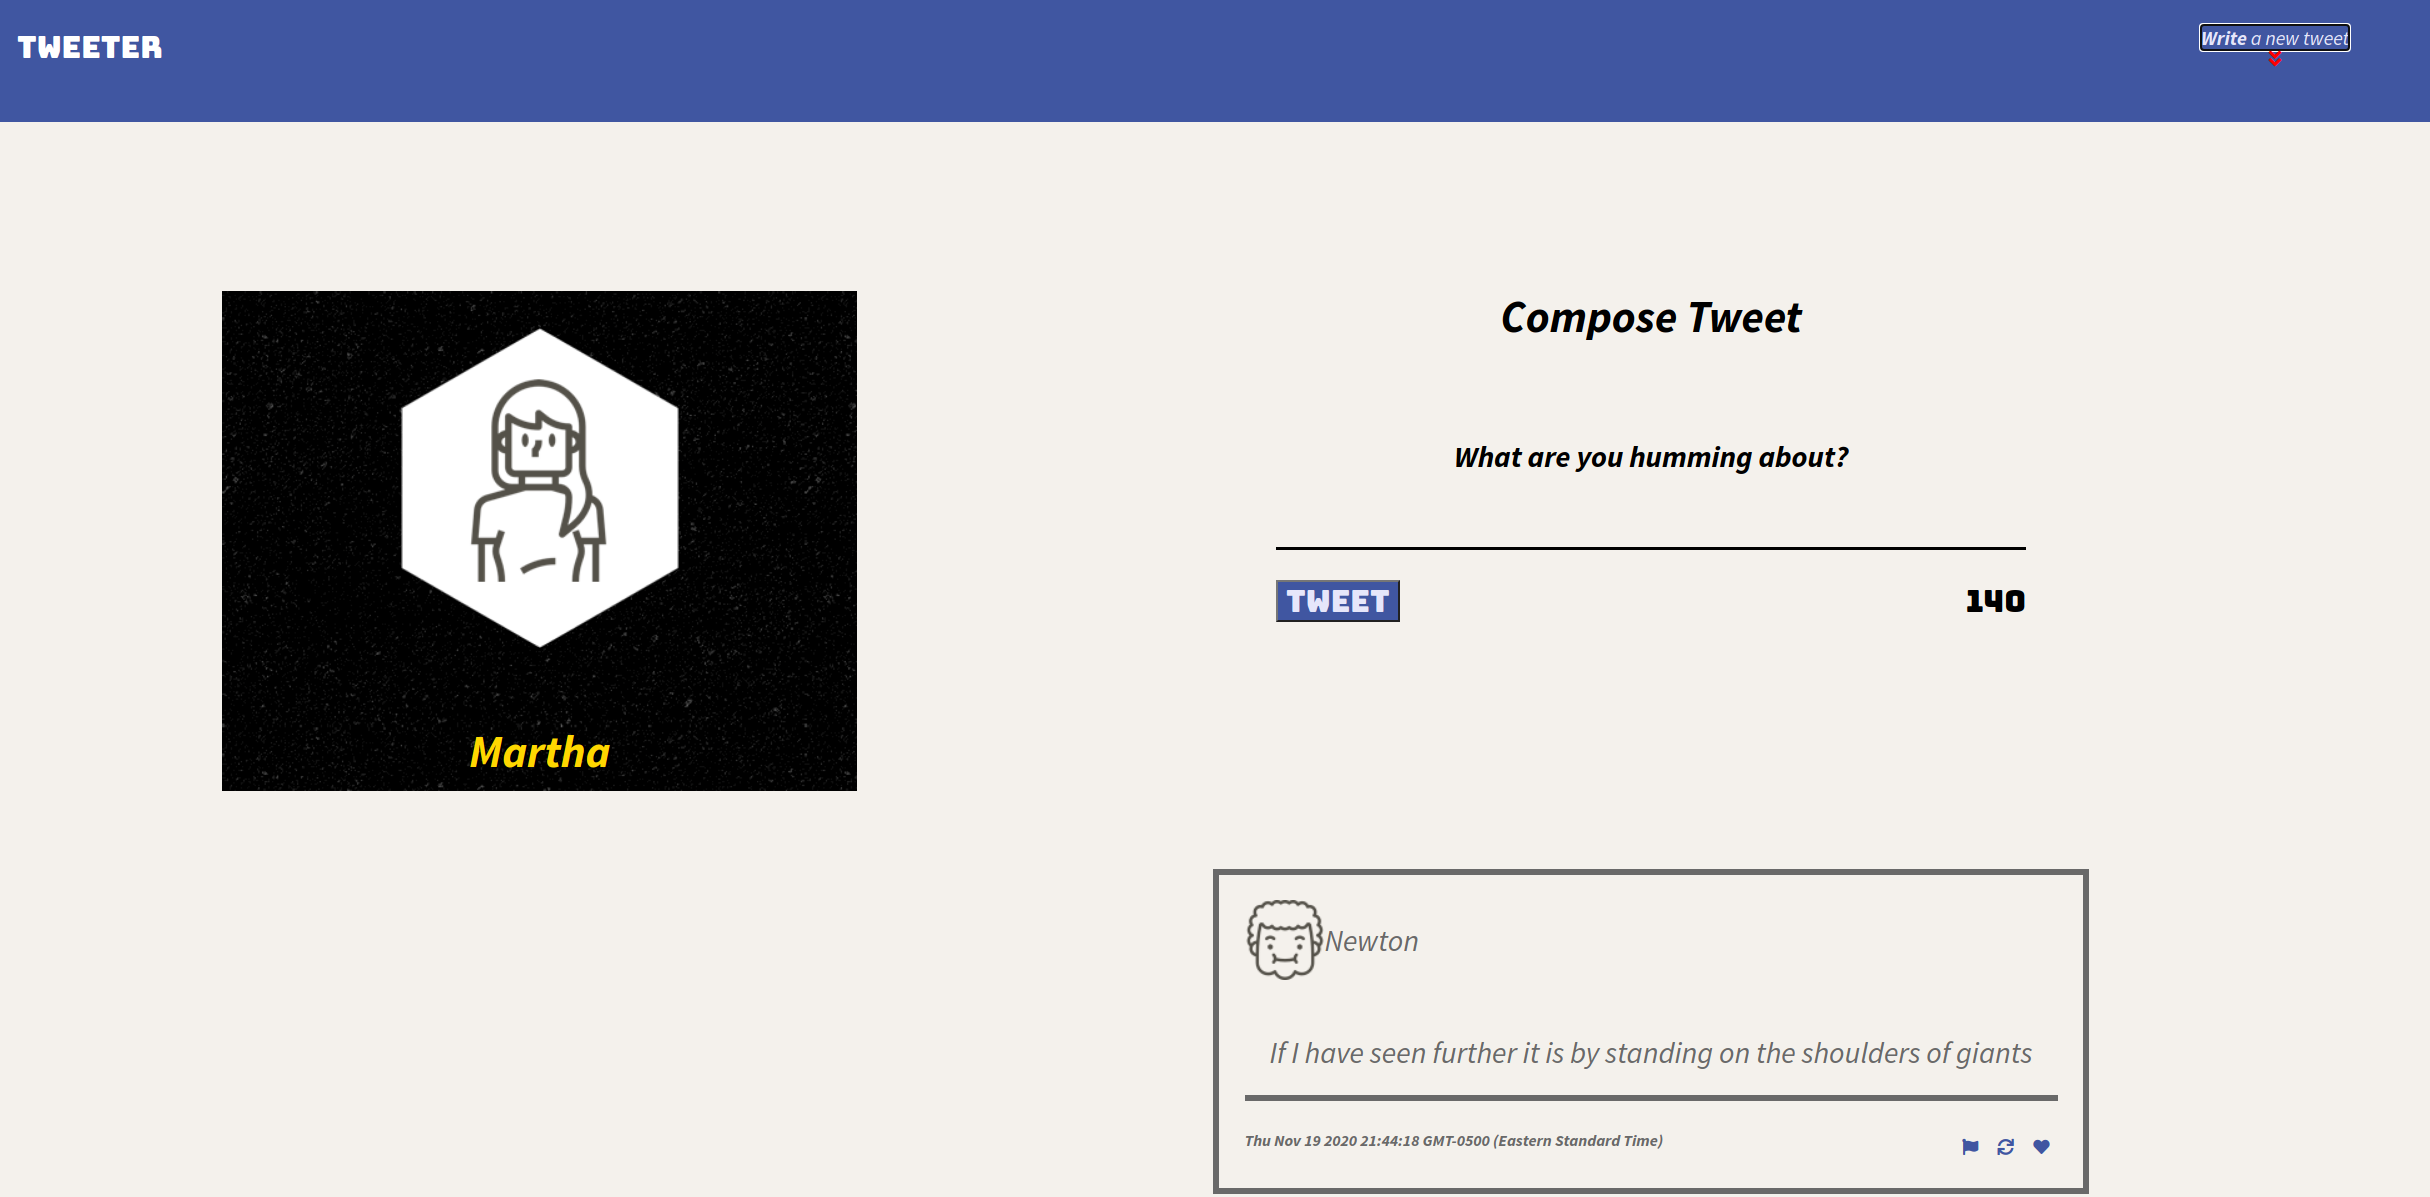 TWEETER
Write a new tweet
Martha
Compose Tweet
What are you humming about?
TWEET
140
Newton
If I have seen further it is by standing on the shoulders of giants
Thu Nov 19 2020 21:44:18 GMT-0500 (Eastern Standard Time)